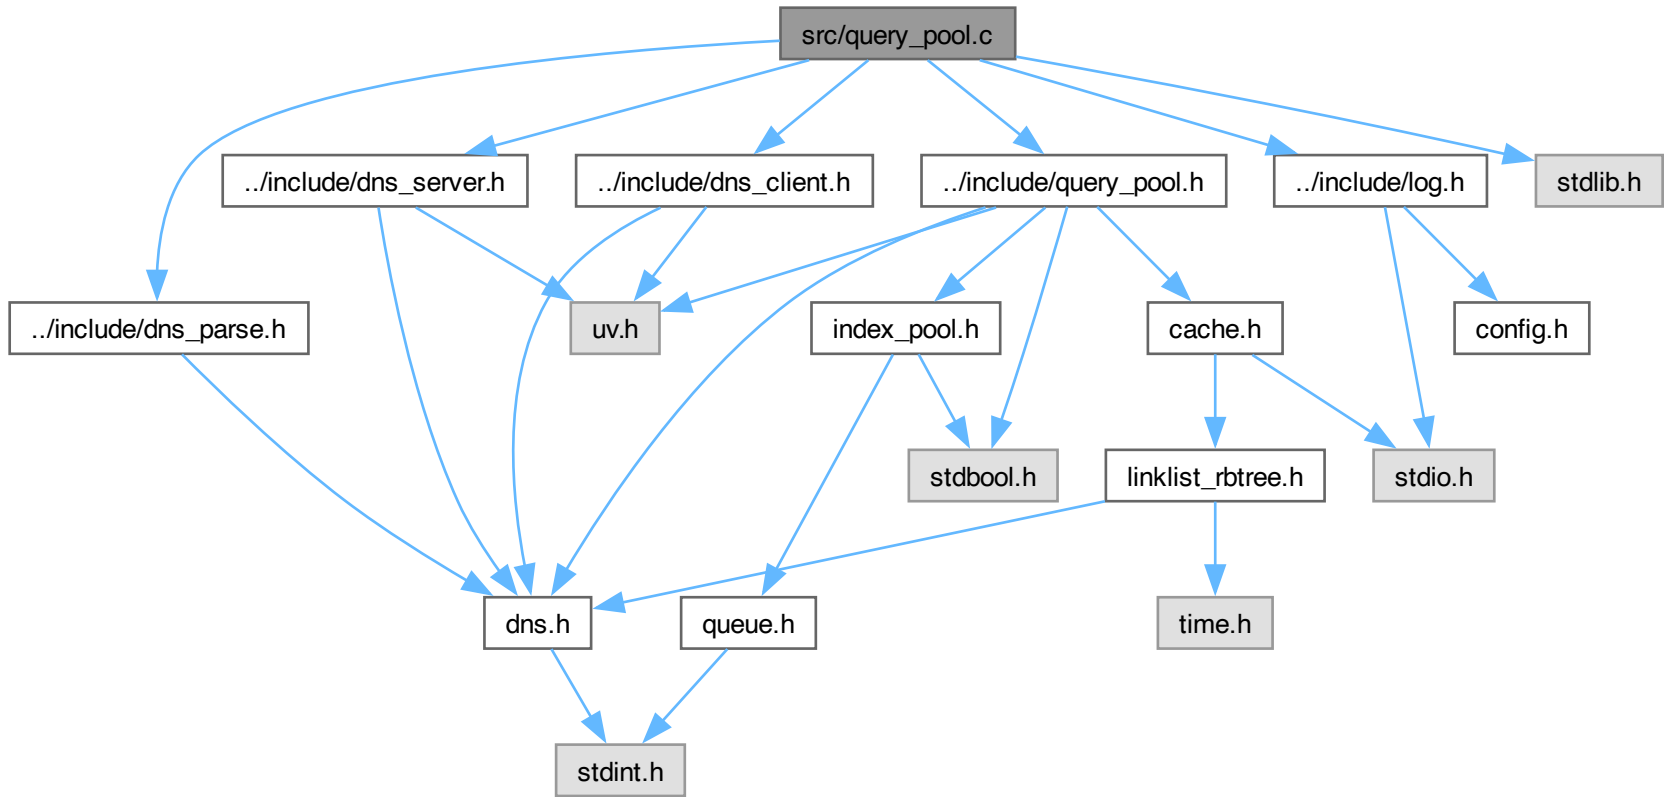 src/query_pool.c
../include/dns_server.h
../include/dns_client.h
../include/query_pool.h
../include/log.h
stdlib.h
../include/dns_parse.h
uv.h
index_pool.h
cache.h
config.h
stdbool.h
linklist_rbtree.h
stdio.h
dns.h
queue.h
time.h
stdint.h